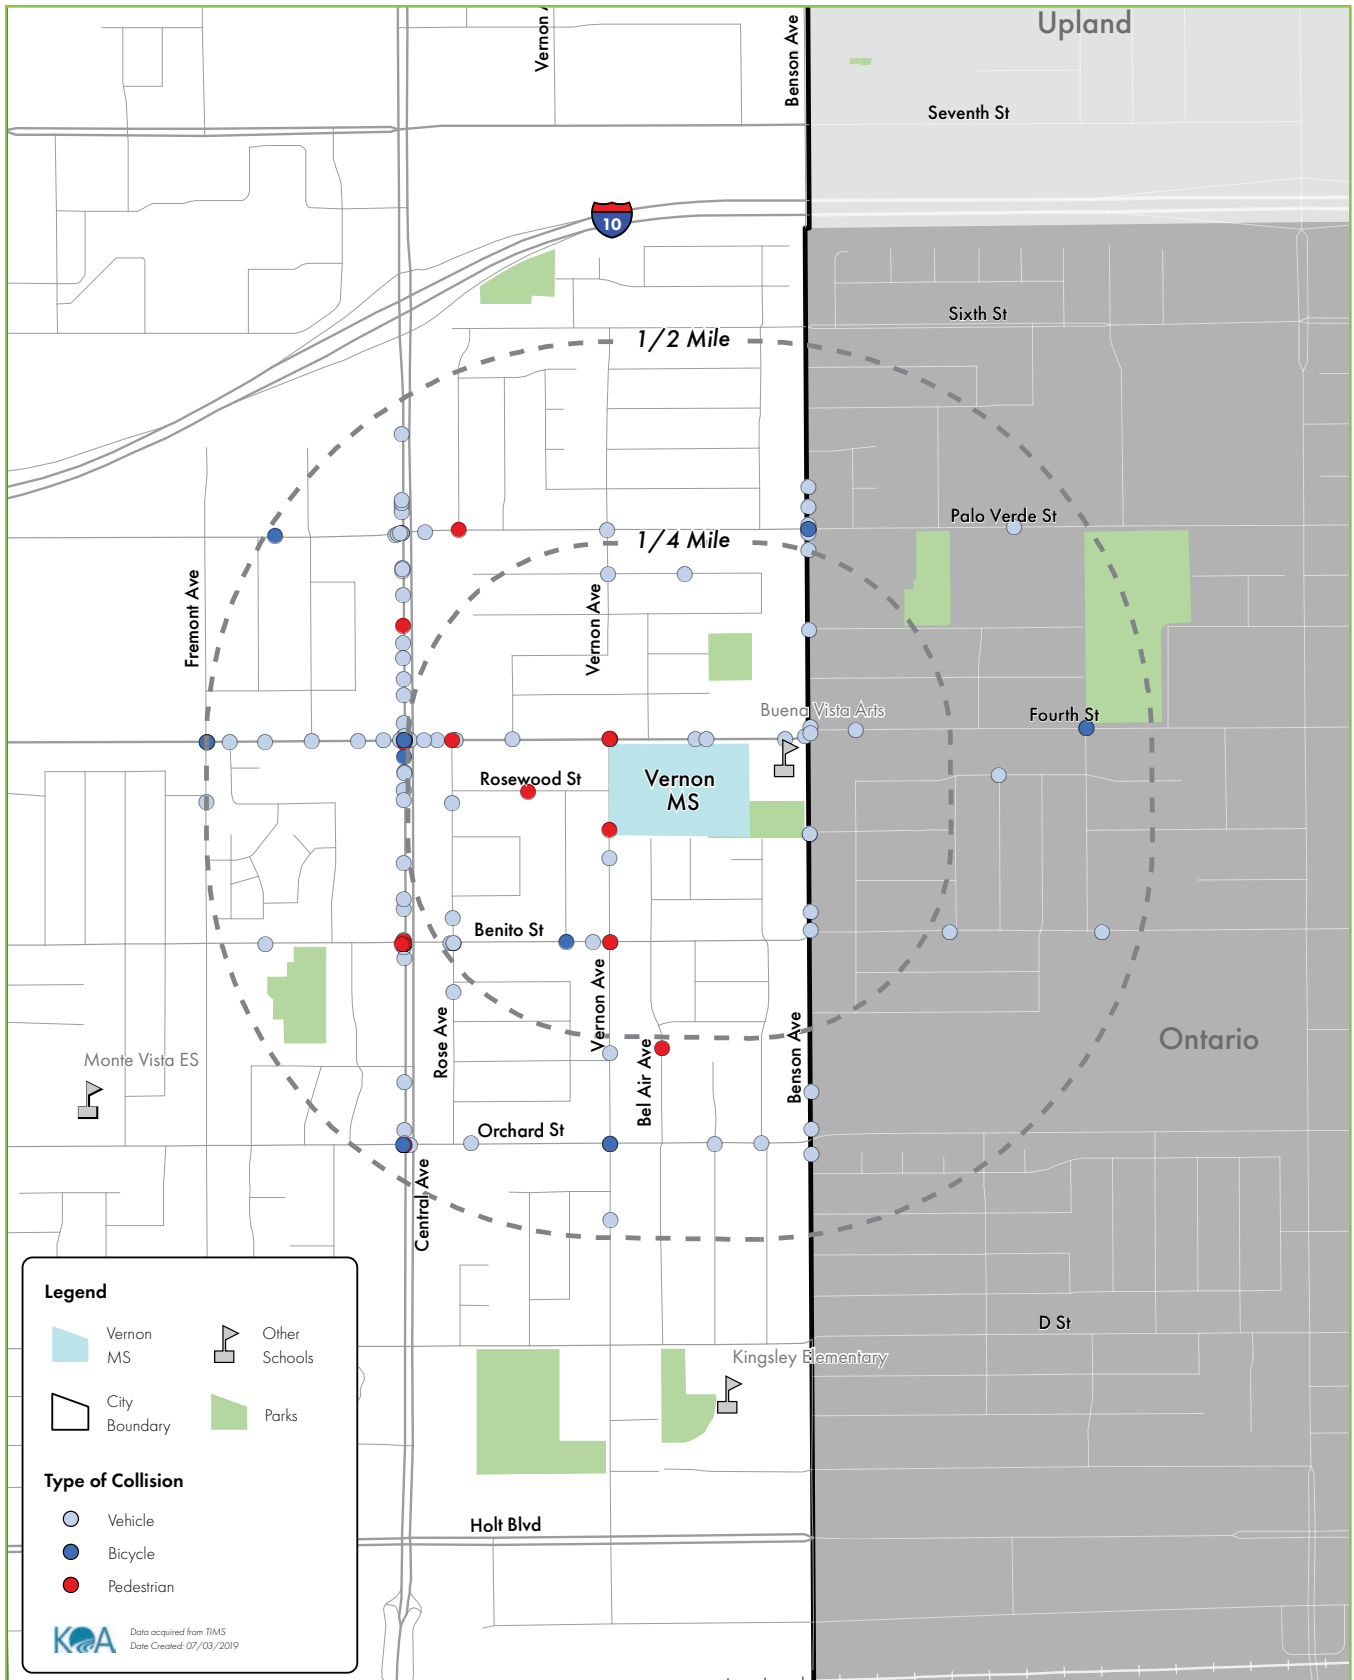 Upland
Vernon A
Benson Ave
Seventh St
10
Sixth St
1/2 Mile
Palo Verde St
1/4 Mile
Fremont Ave
Vernon Ave
Buena Vista Arts
Fourth St
Rosewood St
Vernon
MS
Benito St
Vernon Ave
Rose Ave
Benson Ave
Bel Air Ave
Ontario
Monte Vista ES
Orchard St
Central Ave
D St
Kingsley Elementary
Holt Blvd
Legend
Vernon
MS
Other
Schools
City
Boundary
Parks
Type of Collision
Vehicle
Bicycle
Pedestrian
KOA
Data acquired from TIMS
Date Created: 07/03/2019